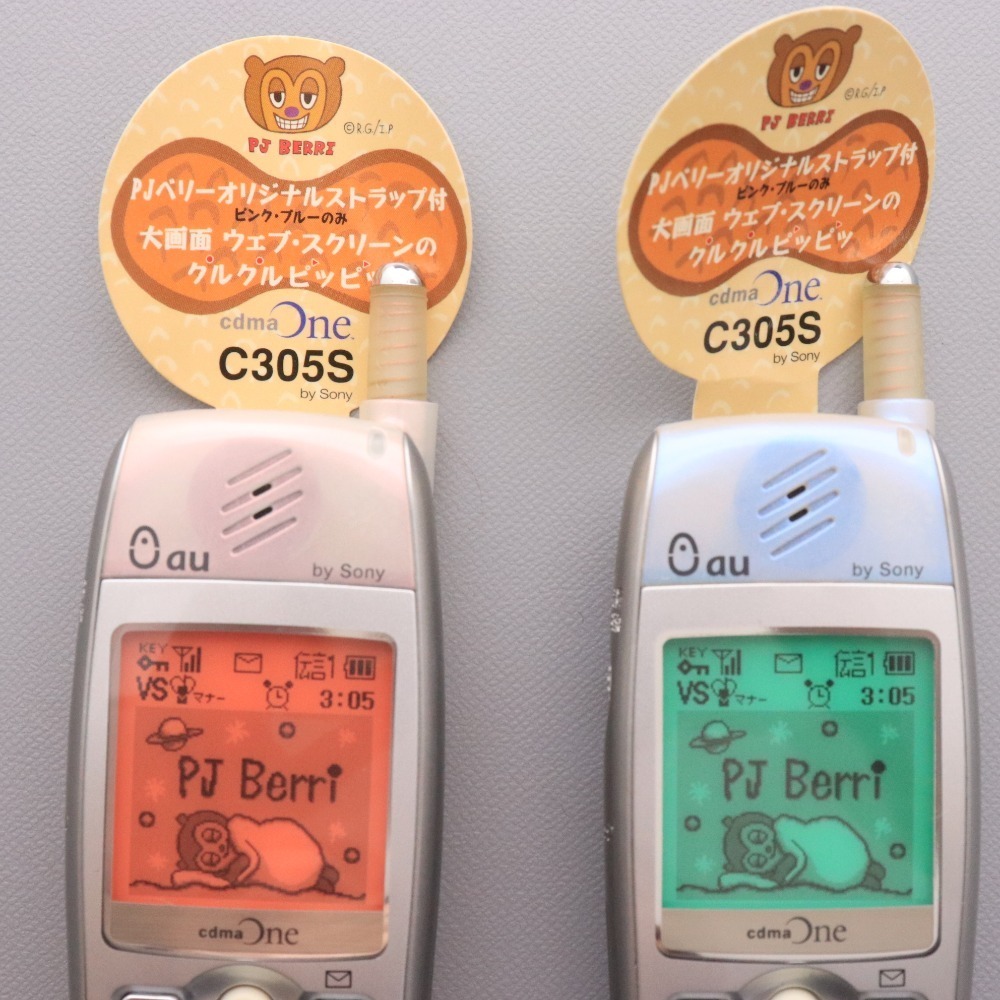 ©R.G/I.P
PJ BERRI
PJベリーオリジナルストラップ付
ピンク・ブルーのみ
大画面 ウェブ・スクリーンの
クルクルピッピッ
cdmaOne™
C305S
by Sony
au
by Sony
KEY
伝言1
VS マナー
3:05
PJ Berri
cdmaOne
©R.G/I.P
PJ BERRI
PJベリーオリジナルストラップ付
ピンク・ブルーのみ
大画面 ウェブ・スクリーンの
クルクルピッピッ
cdmaOne™
C305S
by Sony
au
by Sony
KEY
伝言1
VS マナー
3:05
PJ Berri
cdmaOne